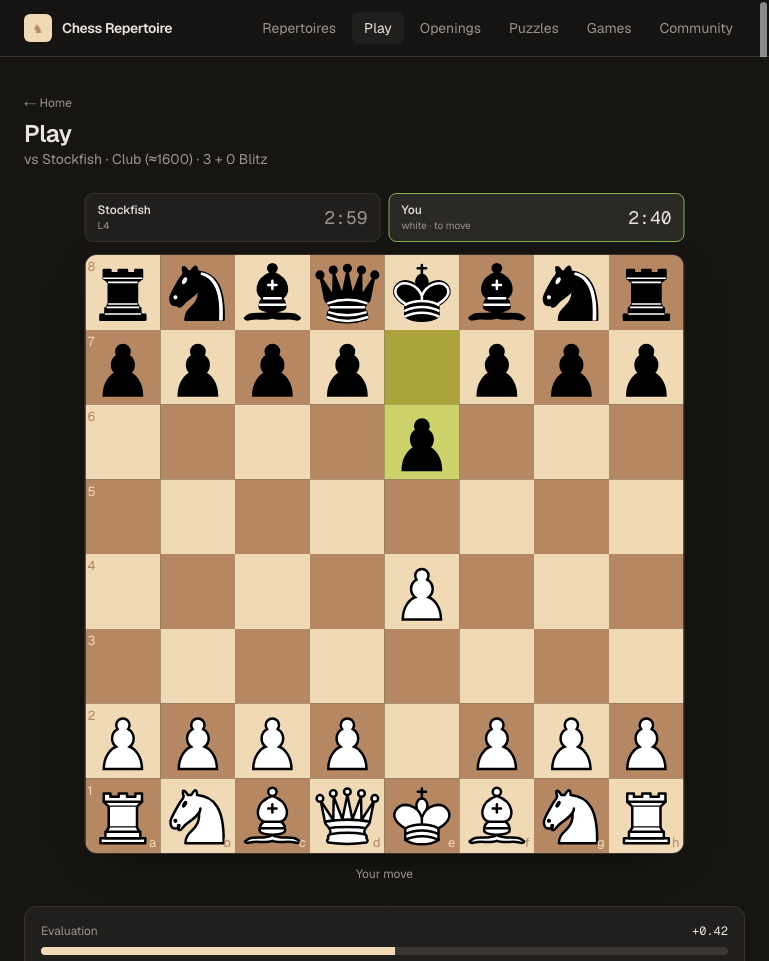 Chess Repertoire
Repertoires Play Openings Puzzles Games Community
← Home
Play
vs Stockfish · Club (≈1600) · 3 + 0 Blitz
Stockfish
L4
2:59
You
white · to move
2:40
8
7
6
5
4
3
2
1
a b c d e f g h
Your move
Evaluation +0.42